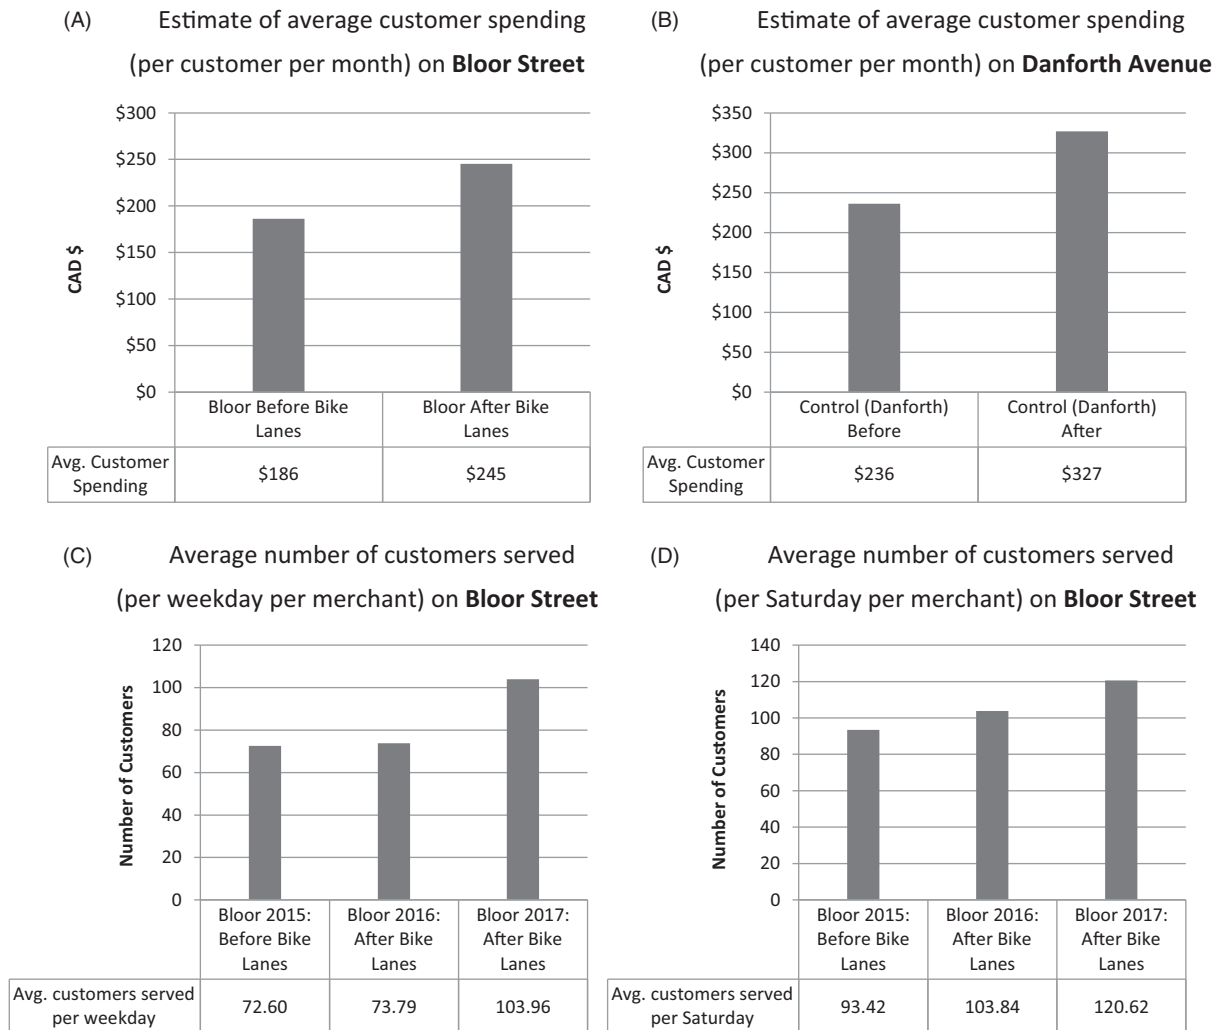 (A) Estimate of average customer spending
(per customer per month) on Bloor Street
$300
$250
$200
$150
$100
$50
$0
CAD $
Bloor Before Bike
Lanes
Bloor After Bike
Lanes
Avg. Customer
Spending
$186
$245
(B) Estimate of average customer spending
(per customer per month) on Danforth Avenue
$350
$300
$250
$200
$150
$100
$50
$0
CAD $
Control (Danforth)
Before
Control (Danforth)
After
Avg. Customer
Spending
$236
$327
(C) Average number of customers served
(per weekday per merchant) on Bloor Street
120
100
80
60
40
20
0
Number of Customers
Bloor 2015:
Before Bike
Lanes
Bloor 2016:
After Bike
Lanes
Bloor 2017:
After Bike
Lanes
Avg. customers served
per weekday
72.60
73.79
103.96
(D) Average number of customers served
(per Saturday per merchant) on Bloor Street
140
120
100
80
60
40
20
0
Number of Customers
Bloor 2015:
Before Bike
Lanes
Bloor 2016:
After Bike
Lanes
Bloor 2017:
After Bike
Lanes
Avg. customers served
per Saturday
93.42
103.84
120.62